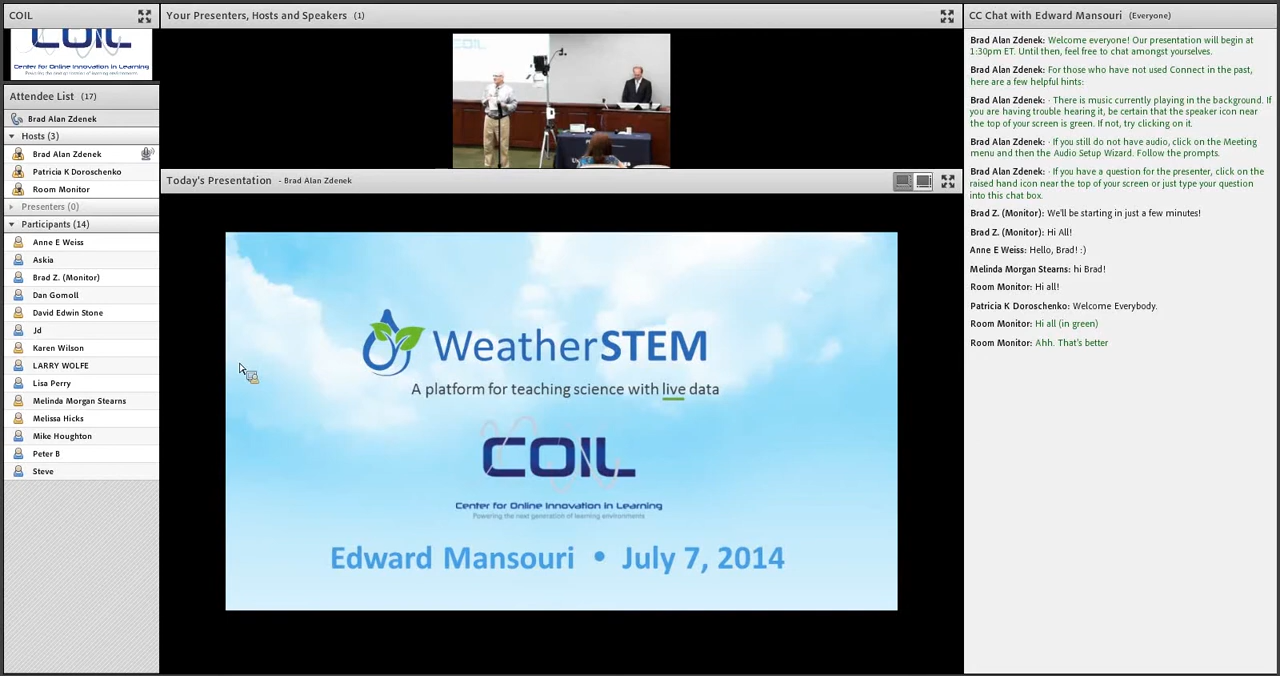 COIL
COIL
Center for Online Innovation in Learning
Attendee List (17)
Brad Alan Zdenek
Hosts (3)
Brad Alan Zdenek
Patricia K Doroschenko
Room Monitor
Presenters (0)
Participants (14)
Anne E Weiss
Askia
Brad Z. (Monitor)
Dan Gomoll
David Edwin Stone
Jd
Karen Wilson
LARRY WOLFE
Lisa Perry
Melinda Morgan Stearns
Melissa Hicks
Mike Houghton
Peter B
Steve
Your Presenters, Hosts and Speakers (1)
Today's Presentation - Brad Alan Zdenek
WeatherSTEM
A platform for teaching science with live data
COIL
Center for Online Innovation in Learning
Powering the next generation of learning environments
Edward Mansouri • July 7, 2014
CC Chat with Edward Mansouri (Everyone)
Brad Alan Zdenek: Welcome everyone! Our presentation will begin at
1:30pm ET. Until then, feel free to chat amongst yourselves.
Brad Alan Zdenek: For those who have not used Connect in the past,
here are a few helpful hints:
Brad Alan Zdenek: · There is music currently playing in the background. If
you are having trouble hearing it, be certain that the speaker icon near
the top of your screen is green. If not, try clicking on it.
Brad Alan Zdenek: · If you still do not have audio, click on the Meeting
menu and then the Audio Setup Wizard. Follow the prompts.
Brad Alan Zdenek: · If you have a question for the presenter, click on the
raised hand icon near the top of your screen or just type your question
into this chat box.
Brad Z. (Monitor): We'll be starting in just a few minutes!
Brad Z. (Monitor): Hi All!
Anne E Weiss: Hello, Brad! :)
Melinda Morgan Stearns: hi Brad!
Room Monitor: Hi all!
Patricia K Doroschenko: Welcome Everybody.
Room Monitor: Hi all (in green)
Room Monitor: Ahh. That's better